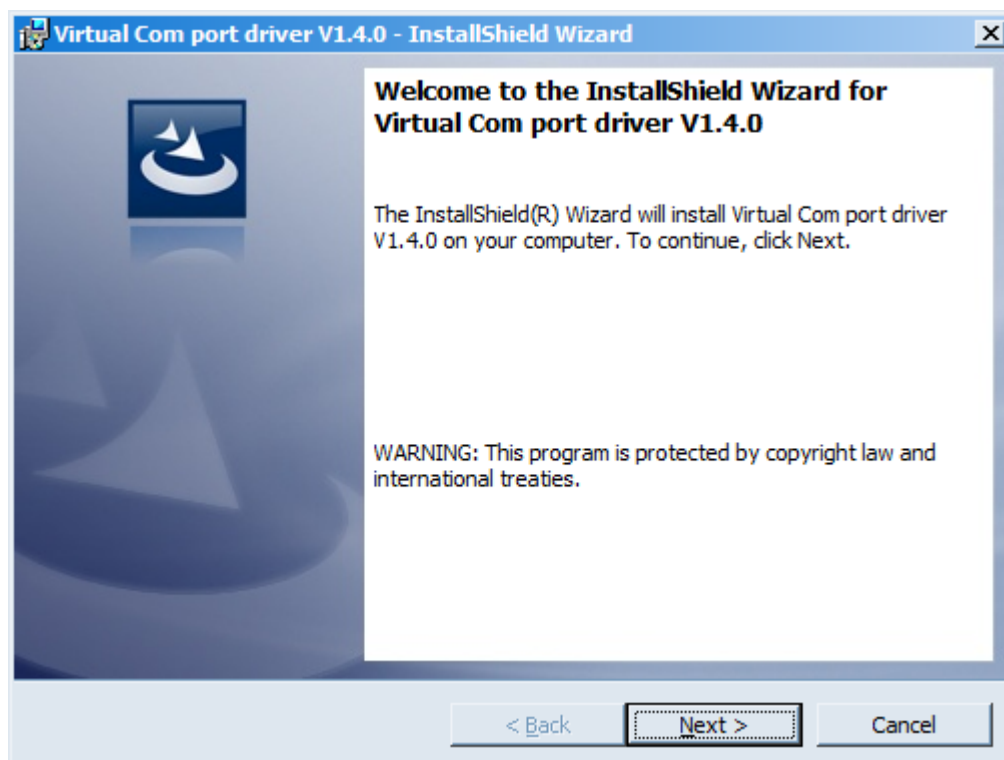 Virtual Com port driver V1.4.0 - InstallShield Wizard
Welcome to the InstallShield Wizard for
Virtual Com port driver V1.4.0
The InstallShield(R) Wizard will install Virtual Com port driver
V1.4.0 on your computer. To continue, click Next.
WARNING: This program is protected by copyright law and
international treaties.
< Back
Next >
Cancel